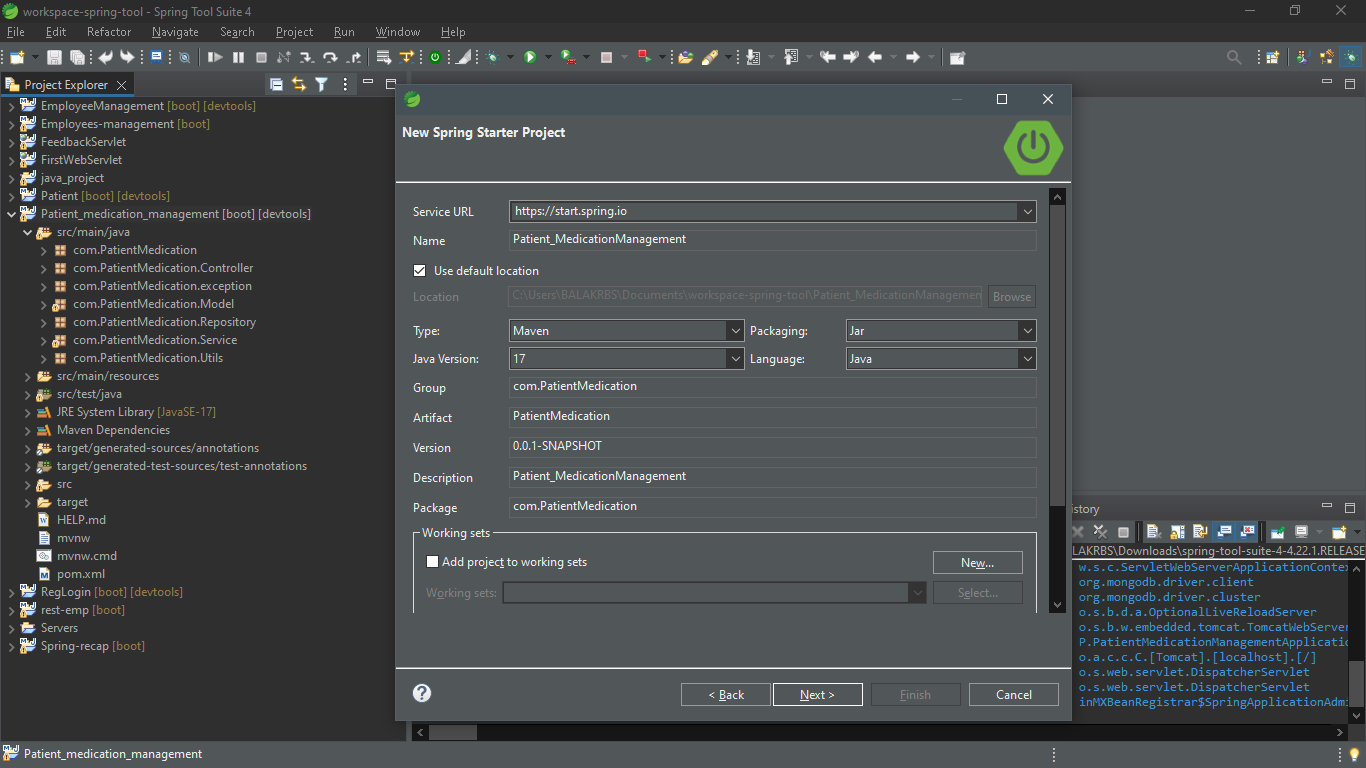 workspace-spring-tool - Spring Tool Suite 4
File Edit Refactor Navigate Search Project Run Window Help
Project Explorer
EmployeeManagement [boot] [devtools]
Employees-management [boot]
FeedbackServlet
FirstWebServlet
java_project
Patient [boot] [devtools]
Patient_medication_management [boot] [devtools]
src/main/java
com.PatientMedication
com.PatientMedication.Controller
com.PatientMedication.exception
com.PatientMedication.Model
com.PatientMedication.Repository
com.PatientMedication.Service
com.PatientMedication.Utils
src/main/resources
src/test/java
JRE System Library [JavaSE-17]
Maven Dependencies
target/generated-sources/annotations
target/generated-test-sources/test-annotations
src
target
HELP.md
mvnw
mvnw.cmd
pom.xml
RegLogin [boot] [devtools]
rest-emp [boot]
Servers
Spring-recap [boot]
New Spring Starter Project
Service URL https://start.spring.io
Name Patient_MedicationManagement
Use default location
Location C:\Users\BALAKRBS\Documents\workspace-spring-tool\Patient_MedicationManagemen Browse
Type: Maven Packaging: Jar
Java Version: 17 Language: Java
Group com.PatientMedication
Artifact PatientMedication
Version 0.0.1-SNAPSHOT
Description Patient_MedicationManagement
Package com.PatientMedication
Working sets
Add project to working sets New...
Working sets: Select...
< Back Next > Finish Cancel
istory
LAKRBS\Downloads\spring-tool-suite-4-4.22.1.RELEASE
w.s.c.ServletWebServerApplicationConte
org.mongodb.driver.client
org.mongodb.driver.cluster
o.s.b.d.a.OptionalLiveReloadServer
o.s.b.w.embedded.tomcat.TomcatWebServer
P.PatientMedicationManagementApplicatio
o.a.c.c.C.[Tomcat].[localhost].[/]
o.s.web.servlet.DispatcherServlet
o.s.web.servlet.DispatcherServlet
inMXBeanRegistrar$SpringApplicationAdmi
Patient_medication_management